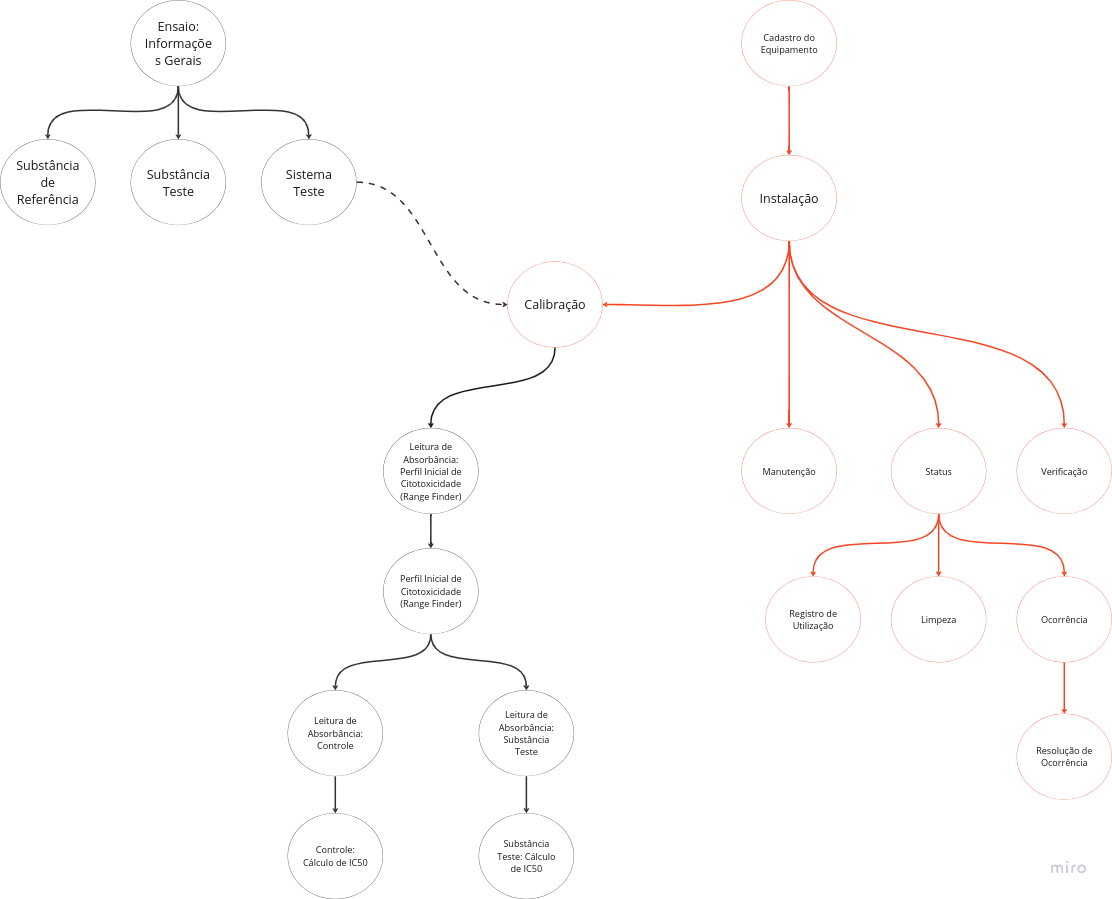 Ensaio:
Informaçõe
s Gerais
Cadastro do
Equipamento
Substância
de
Referência
Substância
Teste
Sistema
Teste
Instalação
Calibração
Leitura de
Absorbância:
Perfil Inicial de
Citotoxicidade
(Range Finder)
Manutenção
Status
Verificação
Perfil Inicial de
Citotoxicidade
(Range Finder)
Registro de
Utilização
Limpeza
Ocorrência
Leitura de
Absorbância:
Controle
Leitura de
Absorbância:
Substância
Teste
Resolução de
Ocorrência
Controle:
Cálculo de IC50
Substância
Teste: Cálculo
de IC50
miro